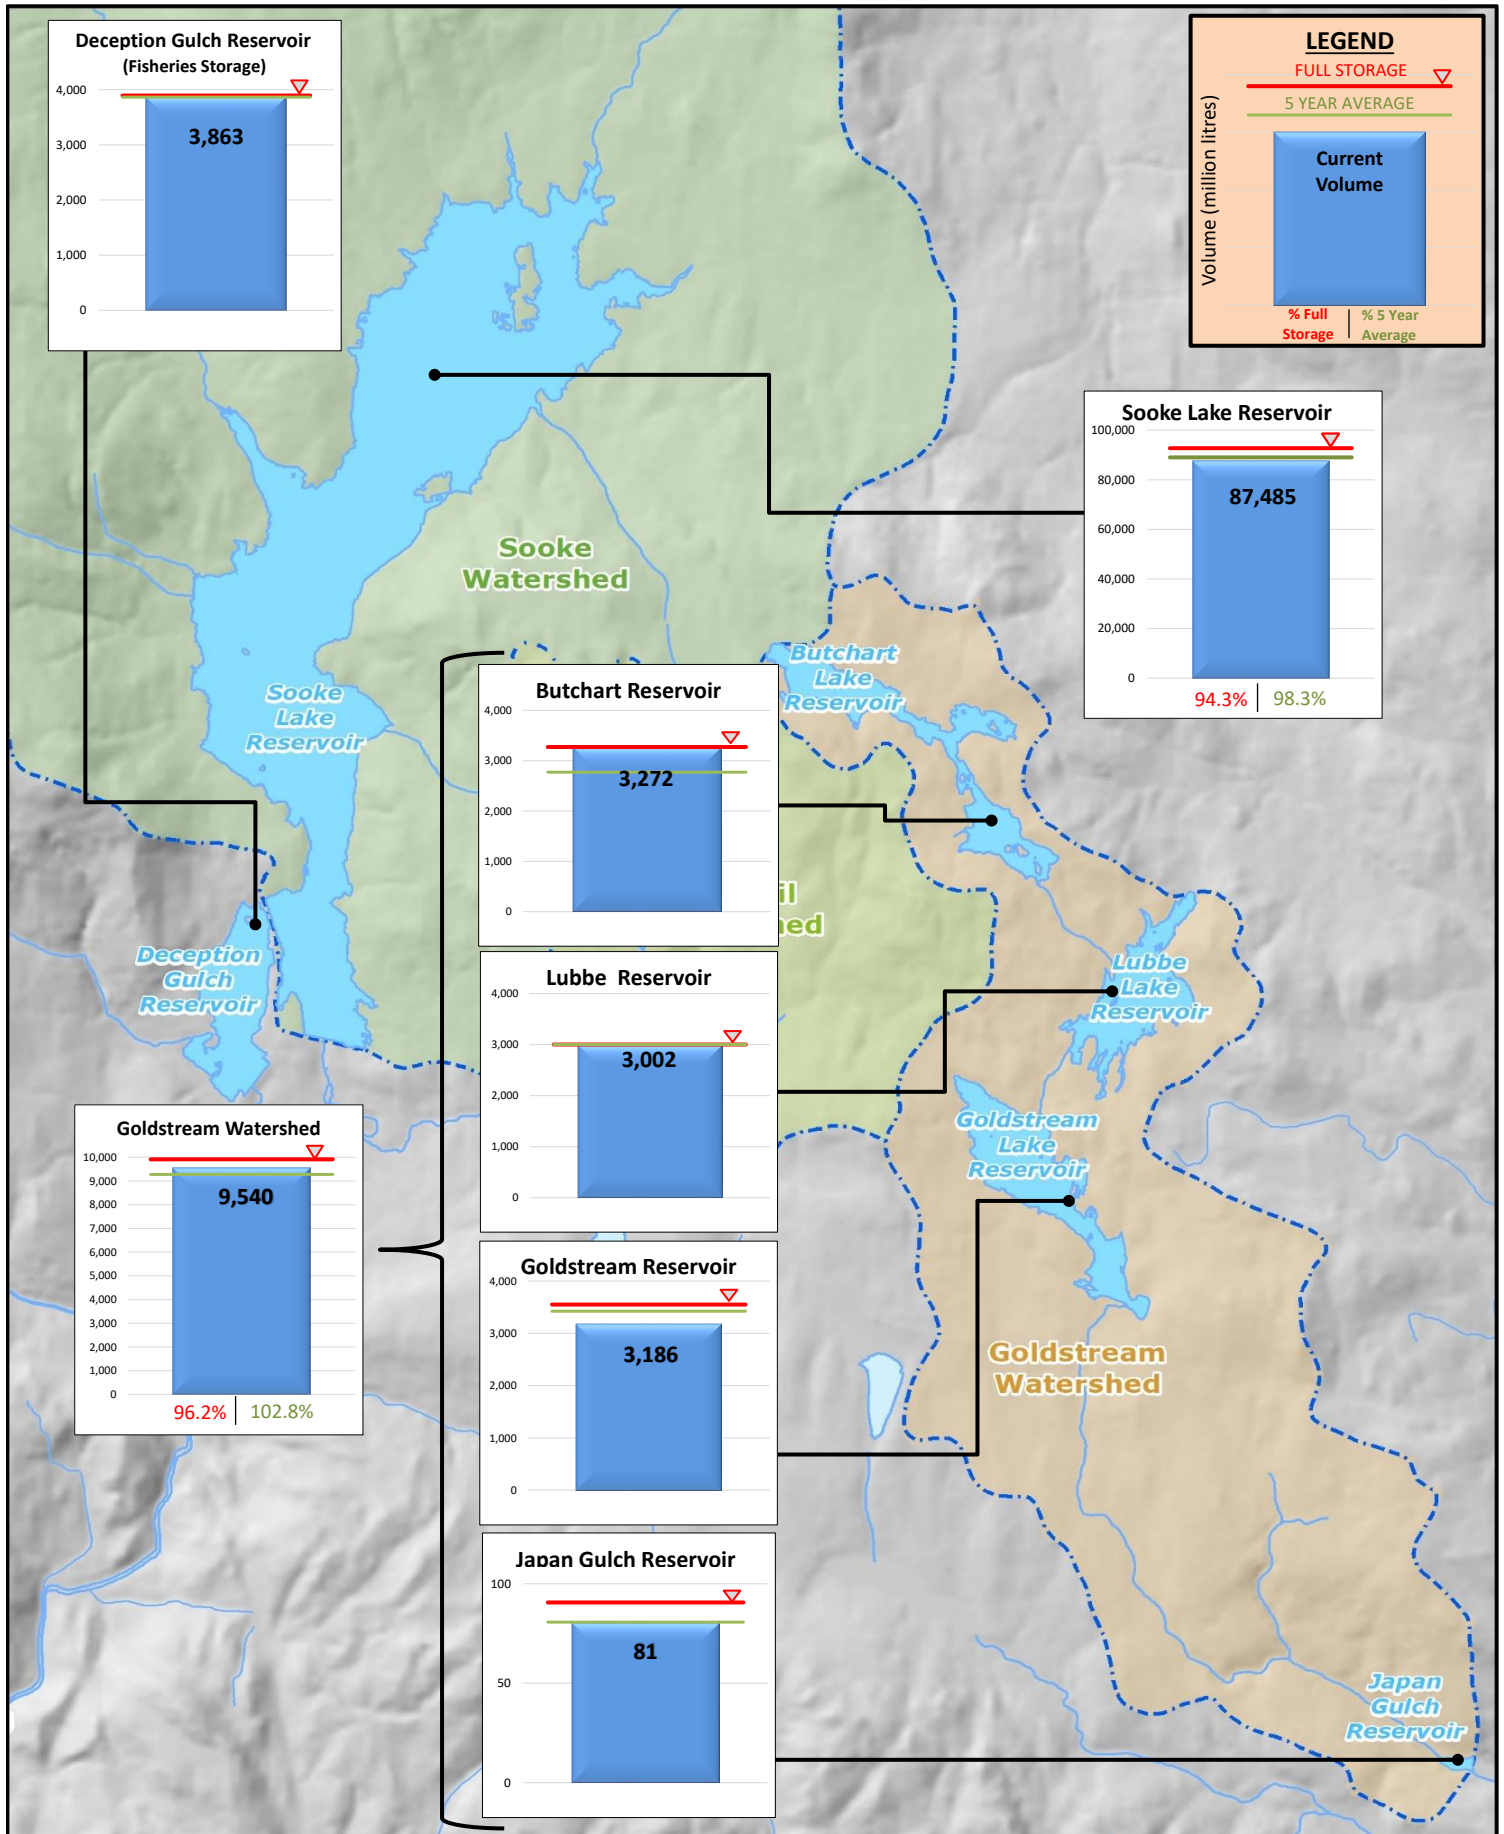 Deception Gulch Reservoir
(Fisheries Storage)
4,000
3,000
2,000
1,000
0
3,863
LEGEND
FULL STORAGE
5 YEAR AVERAGE
Current
Volume
Volume (million litres)
% Full
Storage
% 5 Year
Average
Sooke Lake Reservoir
100,000
80,000
60,000
40,000
20,000
0
87,485
94.3%
98.3%
Sooke
Watershed
Sooke
Lake
Reservoir
Butchart
Lake
Reservoir
Butchart Reservoir
4,000
3,000
2,000
1,000
0
3,272
il
ed
Deception
Gulch
Reservoir
Lubbe
Lake
Reservoir
Lubbe Reservoir
4,000
3,000
2,000
1,000
0
3,002
Goldstream Watershed
10,000
9,000
8,000
7,000
6,000
5,000
4,000
3,000
2,000
1,000
0
9,540
96.2%
102.8%
Goldstream
Lake
Reservoir
Goldstream Reservoir
4,000
3,000
2,000
1,000
0
3,186
Goldstream
Watershed
Japan Gulch Reservoir
100
50
0
81
Japan
Gulch
Reservoir